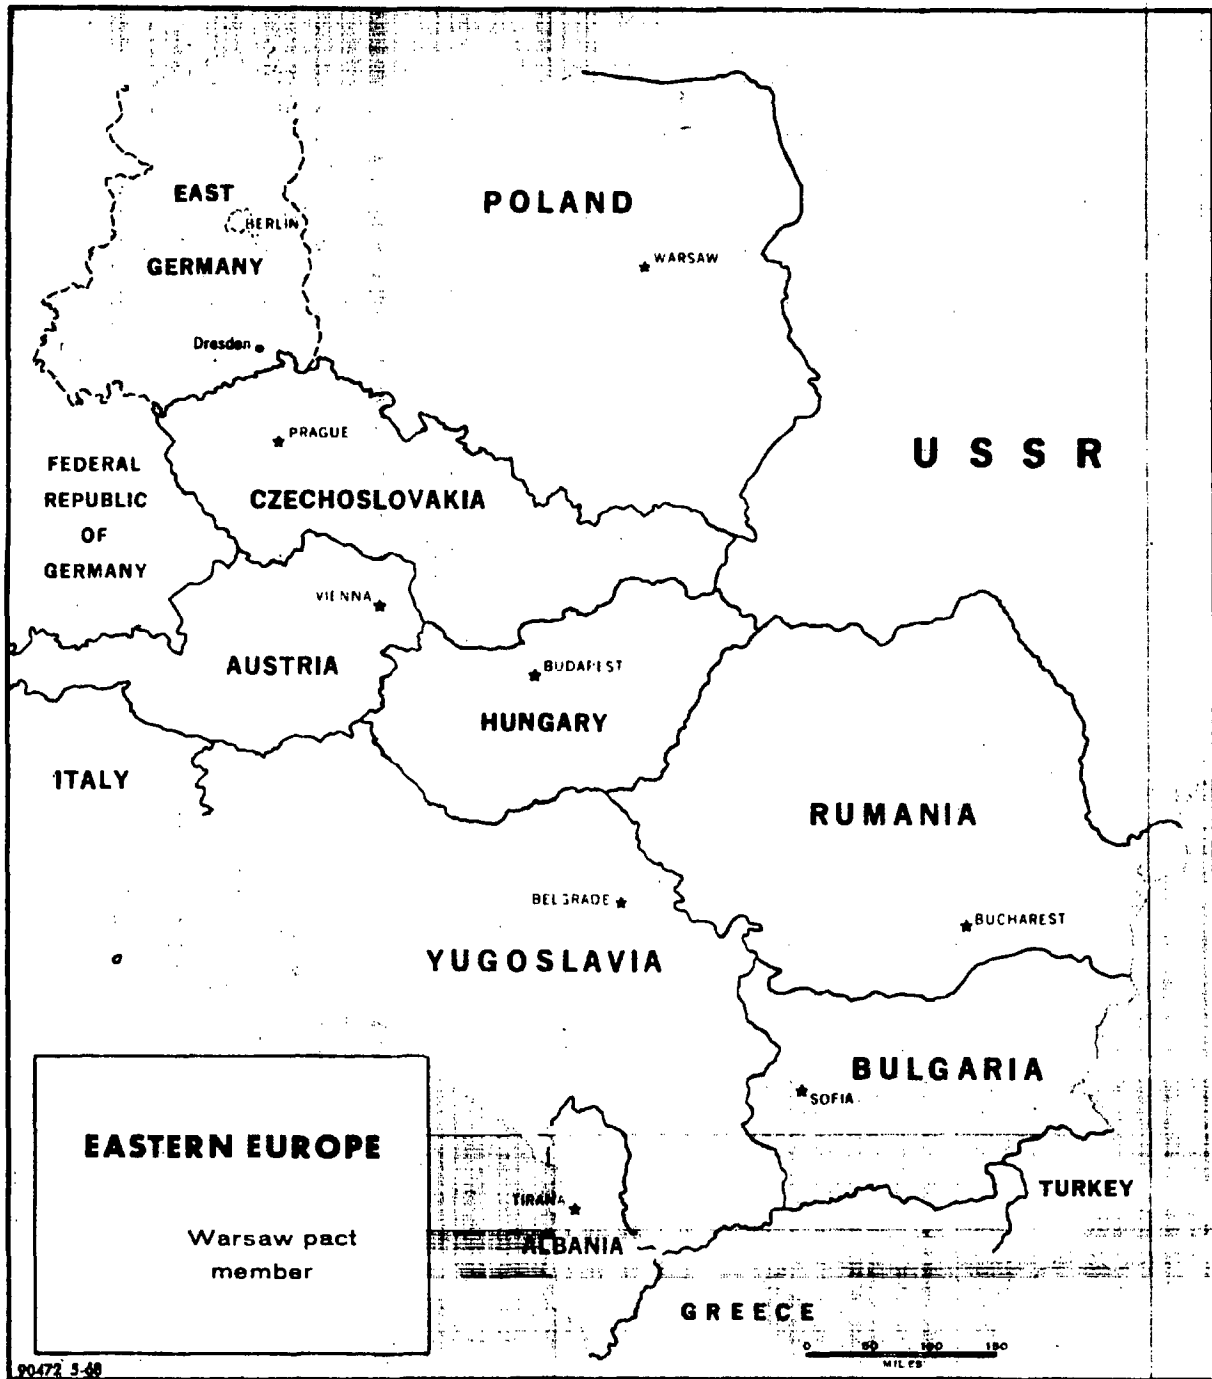 EAST
BERLIN
GERMANY
Dresden
POLAND
WARSAW
PRAGUE
CZECHOSLOVAKIA
USSR
FEDERAL
REPUBLIC
OF
GERMANY
VIENNA
AUSTRIA
BUDAPEST
HUNGARY
ITALY
RUMANIA
BELGRADE
BUCHAREST
YUGOSLAVIA
BULGARIA
SOFIA
EASTERN EUROPE
Warsaw pact
member
TIRANA
ALBANIA
TURKEY
GREECE
0 50 100 150
MILES
90472 5-68